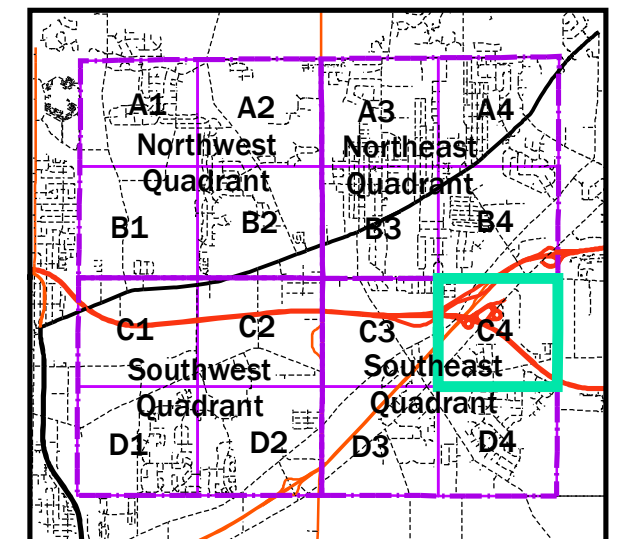 A1 A2 A3 A4
Northwest Northeast
Quadrant Quadrant
B1 B2 B3 B4
C1 C2 C3 C4
Southwest Southeast
Quadrant Quadrant
D1 D2 D3 D4